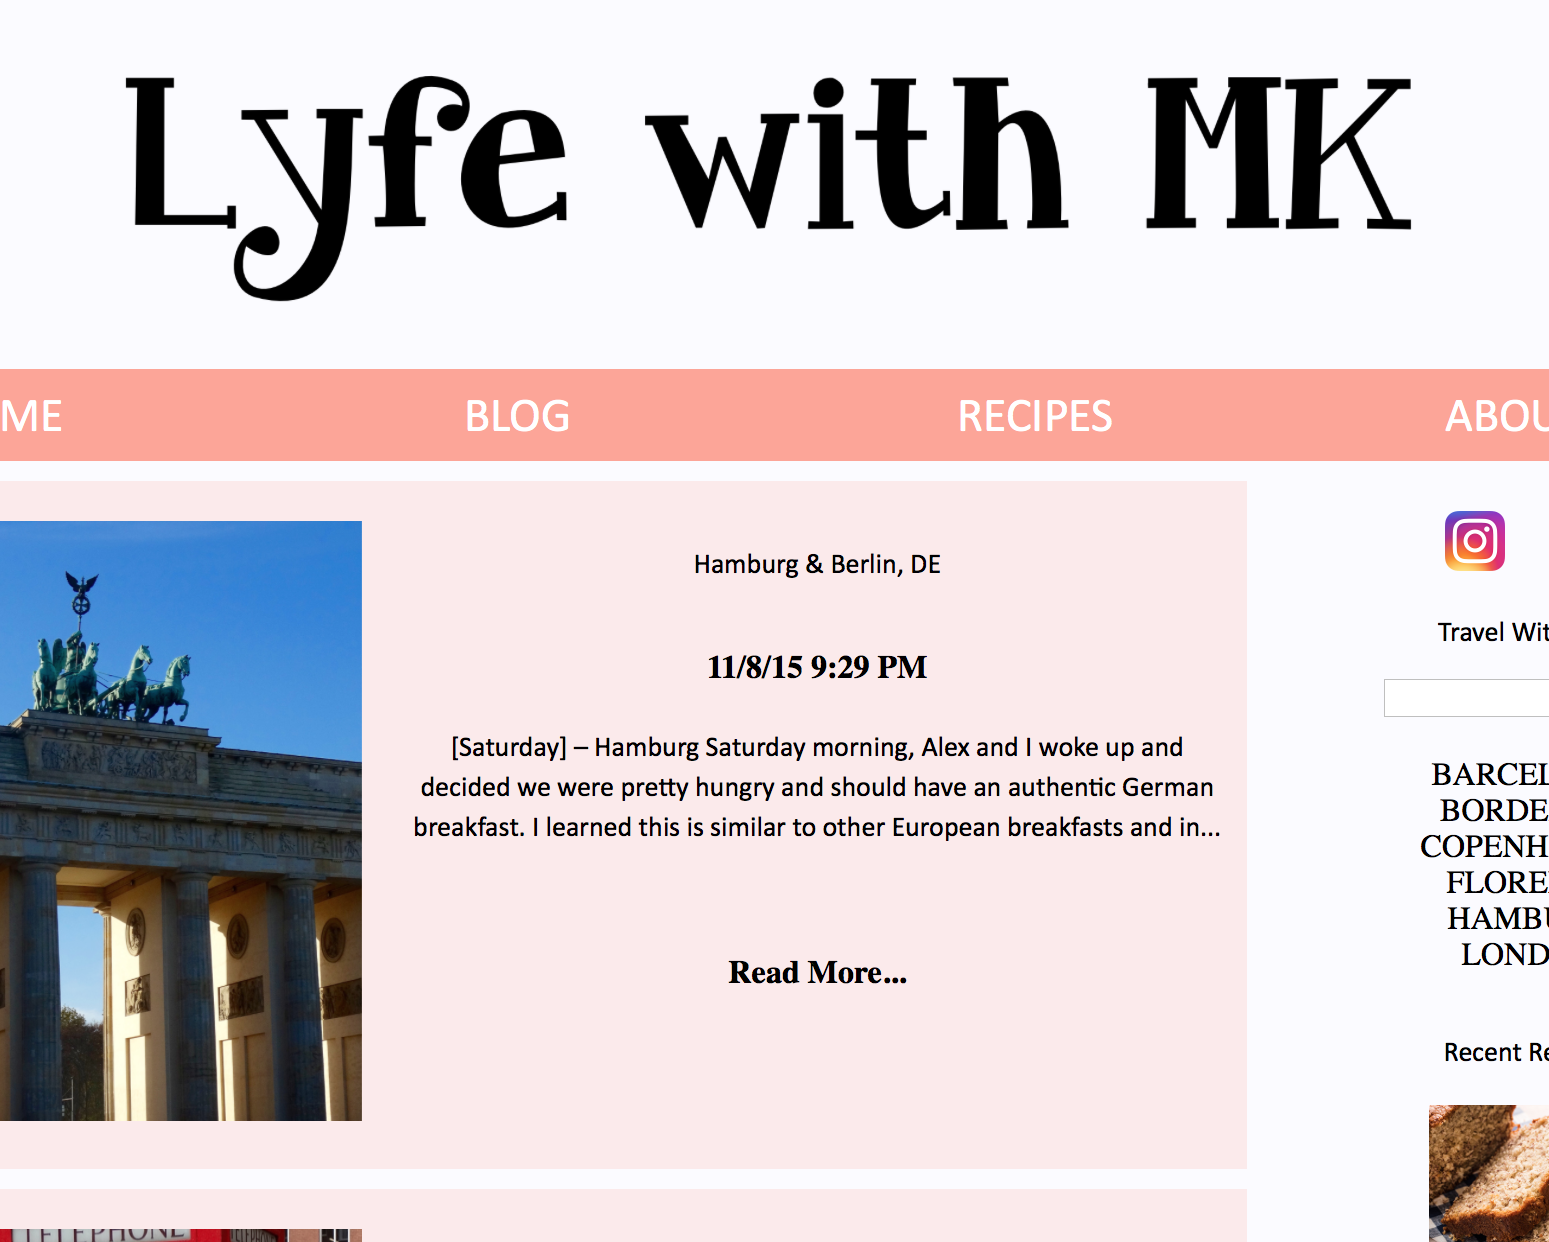 Lyfe with MK
ME
BLOG
RECIPES
ABOU
Hamburg & Berlin, DE
11/8/15 9:29 PM
[Saturday] – Hamburg Saturday morning, Alex and I woke up and
decided we were pretty hungry and should have an authentic German
breakfast. I learned this is similar to other European breakfasts and in...
Read More...
Travel Wit
BARCEL
BORDE
COPENH
FLORE
HAMBU
LOND
Recent Re
TELEPHONE
TELEPHONE